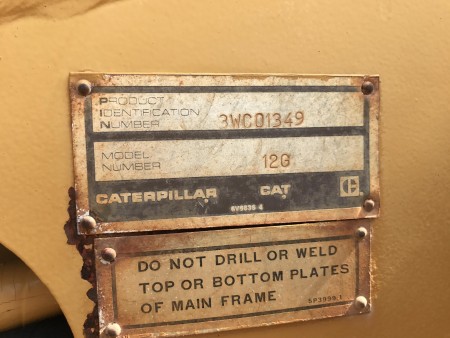 PRODUCT
IDENTIFICATION
NUMBER 3WC01349
MODEL
NUMBER 12G
CATERPILLAR CAT C
DO NOT DRILL OR WELD
TOP OR BOTTOM PLATES
OF MAIN FRAME